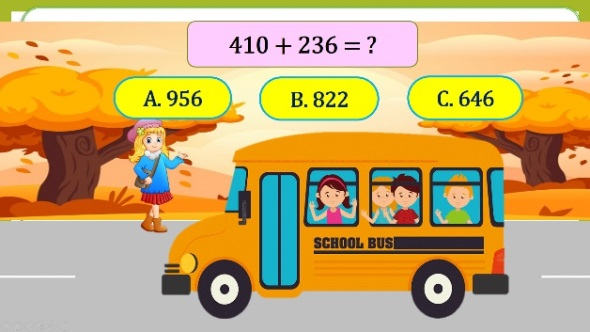 410 + 236 = ?
A. 956
B. 822
C. 646
SCHOOL BUS